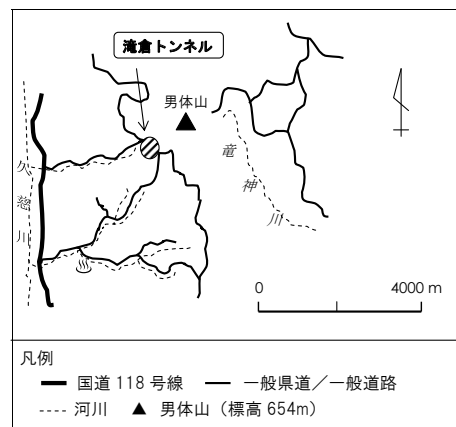 滝倉トンネル
男体山
竜神川
久慈川
0 4000 m
凡例
国道 118 号線 一般県道／一般道路
河川 男体山（標高 654m）